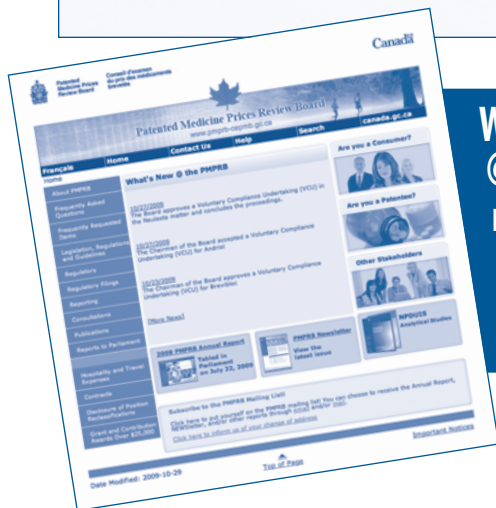 Canada
Patented
Medicine Prices
Review Board
Conseil d'examen
du prix des médicaments
brevetés
Patented Medicine Prices Review Board
www.pmprb-cepmb.gc.ca
Français
Home
Contact Us
Help
Search
canada.gc.ca
Home
About PMPRB
Frequently Asked
Questions
Frequently Requested
Items
Legislation, Regulations
and Guidelines
Regulatory
Regulatory Filings
Reporting
Consultations
Publications
Reports to Parliament
Hospitality and Travel
Expenses
Contracts
Disclosure of Position
Reclassifications
Grant and Contribution
Awards Over $25,000
What's New @ the PMPRB
10/27/2009
The Board approves a Voluntary Compliance Undertaking (VCU) in
the Neulasta matter and concludes the proceedings.
10/27/2009
The Chairman of the Board accepted a Voluntary Compliance
Undertaking (VCU) for Andriol
10/23/2009
The Chairman of the Board approves a Voluntary Compliance
Undertaking (VCU) for Brevibloc
[More News]
Are you a Consumer?
Are you a Patentee?
Other Stakeholders
2008 PMPRB Annual Report
Tabled in
Parliament
on July 22, 2009
PMPRB Newsletter
View the
latest issue
NPDUIS
Analytical Studies
Subscribe to the PMPRB Mailing List!
Click here to put yourself on the PMPRB mailing list! You can choose to receive the Annual Report,
NEWSletter, and/or other reports through email and/or mail.
Click here to inform us of your change of address
Date Modified: 2009-10-29
Top of Page
Important Notices
W
@